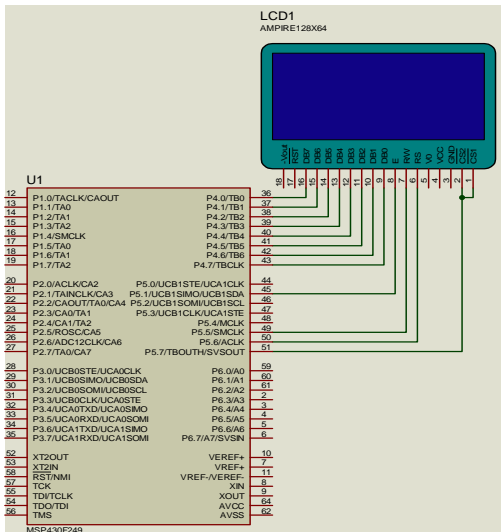 LCD1
AMPIRE128X64
-Vout
RST
DB7
DB6
DB5
DB4
DB3
DB2
DB1
DB0
E
RW
RS
V0
VCC
GND
CS2
CS1
18
17
16
15
14
13
12
11
10
9
8
7
6
5
4
3
2
1
U1
12 P1.0/TACLK/CAOUT P4.0/TB0 36
13 P1.1/TA0 P4.1/TB1 37
14 P1.2/TA1 P4.2/TB2 38
15 P1.3/TA2 P4.3/TB3 39
16 P1.4/SMCLK P4.4/TB4 40
17 P1.5/TA0 P4.5/TB5 41
18 P1.6/TA1 P4.6/TB6 42
19 P1.7/TA2 P4.7/TBCLK 43
20 P2.0/ACLK/CA2 P5.0/UCB1STE/UCA1CLK 44
21 P2.1/TAINCLK/CA3 P5.1/UCB1SIMO/UCB1SDA 45
22 P2.2/CAOUT/TA0/CA4 P5.2/UCB1SOMI/UCB1SCL 46
23 P2.3/CA0/TA1 P5.3/UCB1CLK/UCA1STE 47
24 P2.4/CA1/TA2 P5.4/MCLK 48
25 P2.5/ROSC/CA5 P5.5/SMCLK 49
26 P2.6/ADC12CLK/CA6 P5.6/ACLK 50
27 P2.7/TA0/CA7 P5.7/TBOUTH/SVSOUT 51
28 P3.0/UCB0STE/UCA0CLK P6.0/A0 59
29 P3.1/UCB0SIMO/UCB0SDA P6.1/A1 60
30 P3.2/UCB0SOMI/UCB0SCL P6.2/A2 61
31 P3.3/UCB0CLK/UCA0STE P6.3/A3 2
32 P3.4/UCA0TXD/UCA0SIMO P6.4/A4 3
33 P3.5/UCA0RXD/UCA0SOMI P6.5/A5 4
34 P3.6/UCA1TXD/UCA1SIMO P6.6/A6 5
35 P3.7/UCA1RXD/UCA1SOMI P6.7/A7/SVSIN 6
52 XT2OUT VEREF+ 10
53 XT2IN VREF+ 7
58 RST/NMI VREF-/VEREF- 11
57 TCK XIN 8
55 TDI/TCLK XOUT 9
54 TDO/TDI AVCC 64
56 TMS AVSS 62
MSP430F249